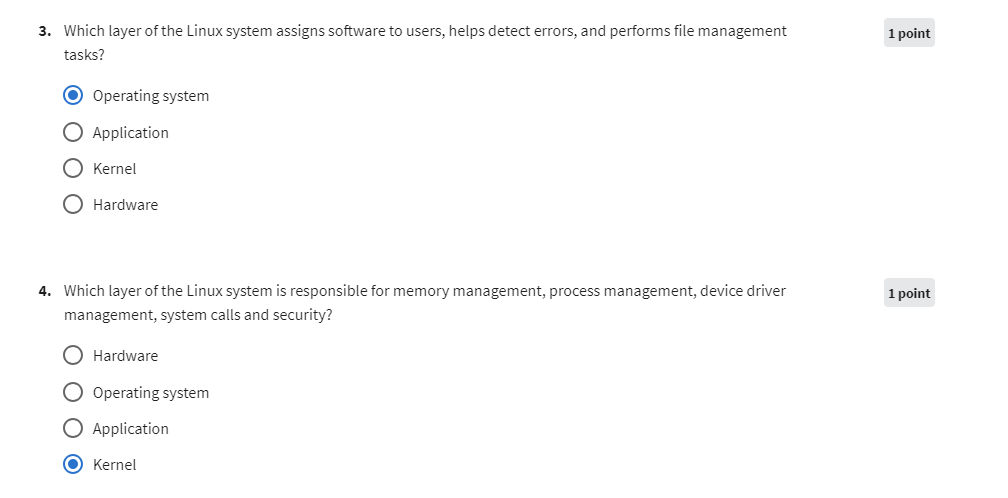 3. Which layer of the Linux system assigns software to users, helps detect errors, and performs file management
tasks?
1 point
Operating system
Application
Kernel
Hardware
4. Which layer of the Linux system is responsible for memory management, process management, device driver
management, system calls and security?
1 point
Hardware
Operating system
Application
Kernel